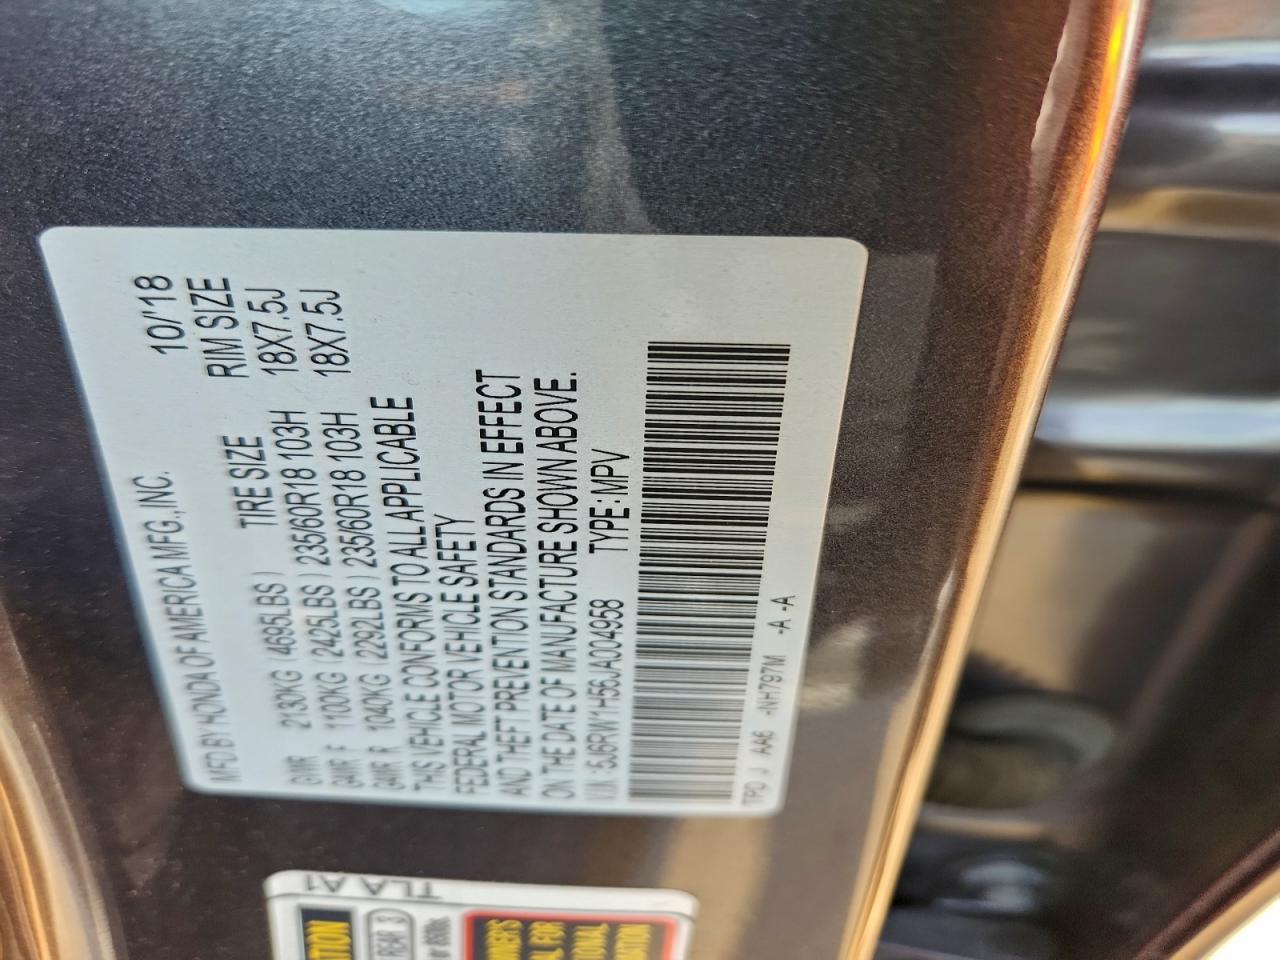 MFD BY HONDA OF AMERICA MFG., INC. 10/'18
TIRE SIZE RIM SIZE
GVWR 2130KG ( 4695LBS )
GAWR F 1100KG ( 2425LBS ) 235/60R18 103H 18X7.5J
GAWR R 1040KG ( 2292LBS ) 235/60R18 103H 18X7.5J
THIS VEHICLE CONFORMS TO ALL APPLICABLE
FEDERAL MOTOR VEHICLE SAFETY
AND THEFT PREVENTION STANDARDS IN EFFECT
ON THE DATE OF MANUFACTURE SHOWN ABOVE.
V.I.N.: 5J6RW1H56JA004958 TYPE: MPV
TPD J AA6 -NH797M -A -A
TLA A1
REAR 3